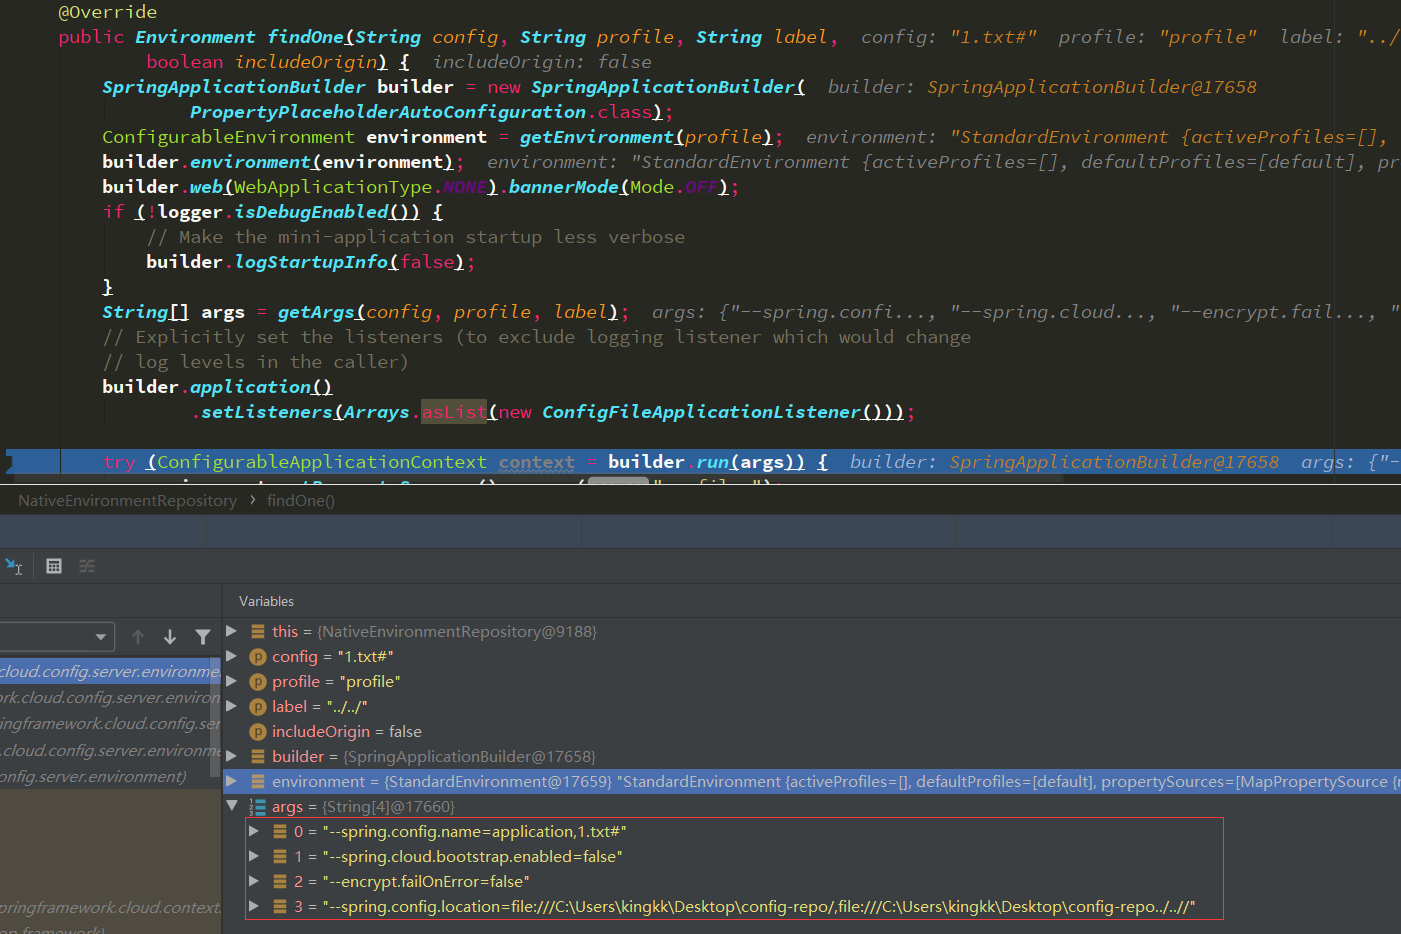 @Override
public Environment findOne(String config, String profile, String label,  config: "1.txt#"  profile: "profile"  label: "../
boolean includeOrigin) {  includeOrigin: false
SpringApplicationBuilder builder = new SpringApplicationBuilder(  builder: SpringApplicationBuilder@17658
PropertyPlaceholderAutoConfiguration.class);
ConfigurableEnvironment environment = getEnvironment(profile);  environment: "StandardEnvironment {activeProfiles=[],
builder.environment(environment);  environment: "StandardEnvironment {activeProfiles=[], defaultProfiles=[default], pr
builder.web(WebApplicationType.NONE).bannerMode(Mode.OFF);
if (!logger.isDebugEnabled()) {
// Make the mini-application startup less verbose
builder.logStartupInfo(false);
}
String[] args = getArgs(config, profile, label);  args: {"--spring.confi..., "--spring.cloud..., "--encrypt.fail..., "
// Explicitly set the listeners (to exclude logging listener which would change
// log levels in the caller)
builder.application()
.setListeners(Arrays.asList(new ConfigFileApplicationListener()));
try (ConfigurableApplicationContext context = builder.run(args)) {  builder: SpringApplicationBuilder@17658  args: {"-
NativeEnvironmentRepository > findOne()
Variables
this = {NativeEnvironmentRepository@9188}
config = "1.txt#"
profile = "profile"
label = "../../"
includeOrigin = false
builder = {SpringApplicationBuilder@17658}
environment = {StandardEnvironment@17659} "StandardEnvironment {activeProfiles=[], defaultProfiles=[default], propertySources=[MapPropertySource {r
args = {String[4]@17660}
0 = "--spring.config.name=application,1.txt#"
1 = "--spring.cloud.bootstrap.enabled=false"
2 = "--encrypt.failOnError=false"
3 = "--spring.config.location=file:///C:\Users\kingkk\Desktop\config-repo/,file:///C:\Users\kingkk\Desktop\config-repo../..//"
cloud.config.server.environme
ork.cloud.config.server.environ
ringframework.cloud.config.ser
.cloud.config.server.environme
onfig.server.environment)
pringframework.cloud.context.
op.framework)